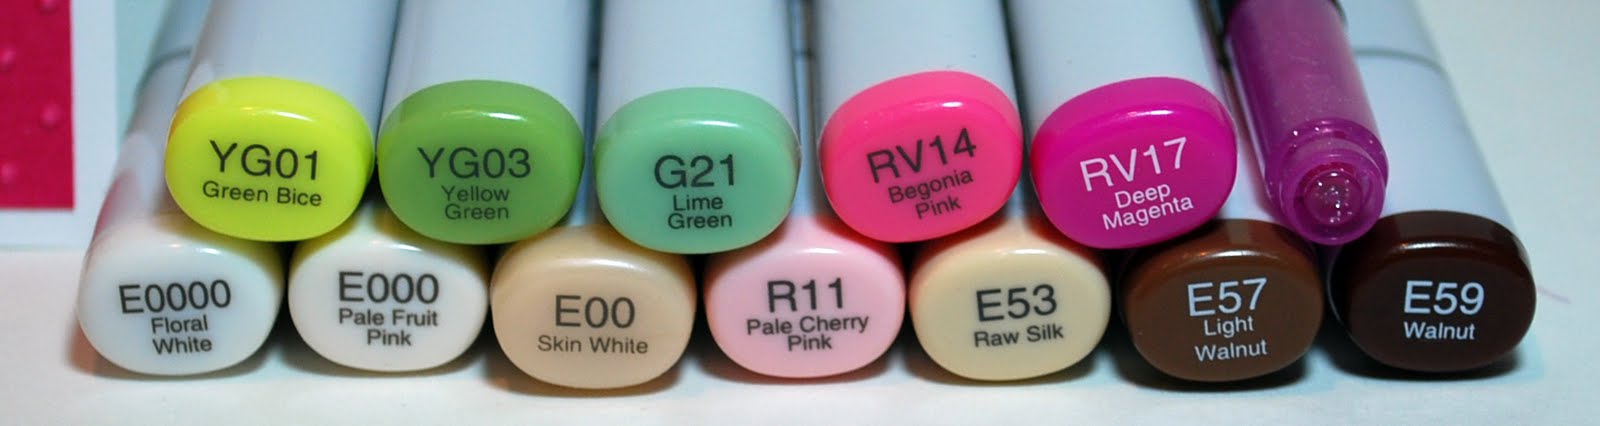 YG01
Green Bice
YG03
Yellow
Green
G21
Lime
Green
RV14
Begonia
Pink
RV17
Deep
Magenta
E0000
Floral
White
E000
Pale Fruit
Pink
E00
Skin White
R11
Pale Cherry
Pink
E53
Raw Silk
E57
Light
Walnut
E59
Walnut